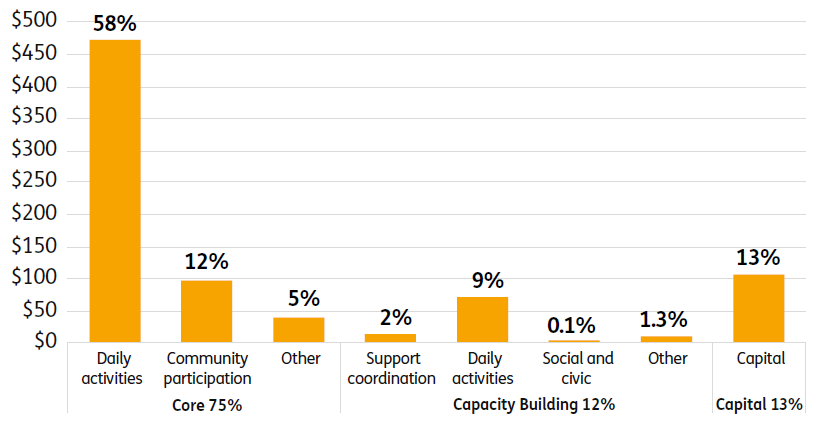 $500
$450
$400
$350
$300
$250
$200
$150
$100
$50
$0
58%
12%
5%
2%
9%
0.1%
1.3%
13%
Daily
activities
Community
participation
Other
Support
coordination
Daily
activities
Social and
civic
Other
Capital
Core 75%
Capacity Building 12%
Capital 13%